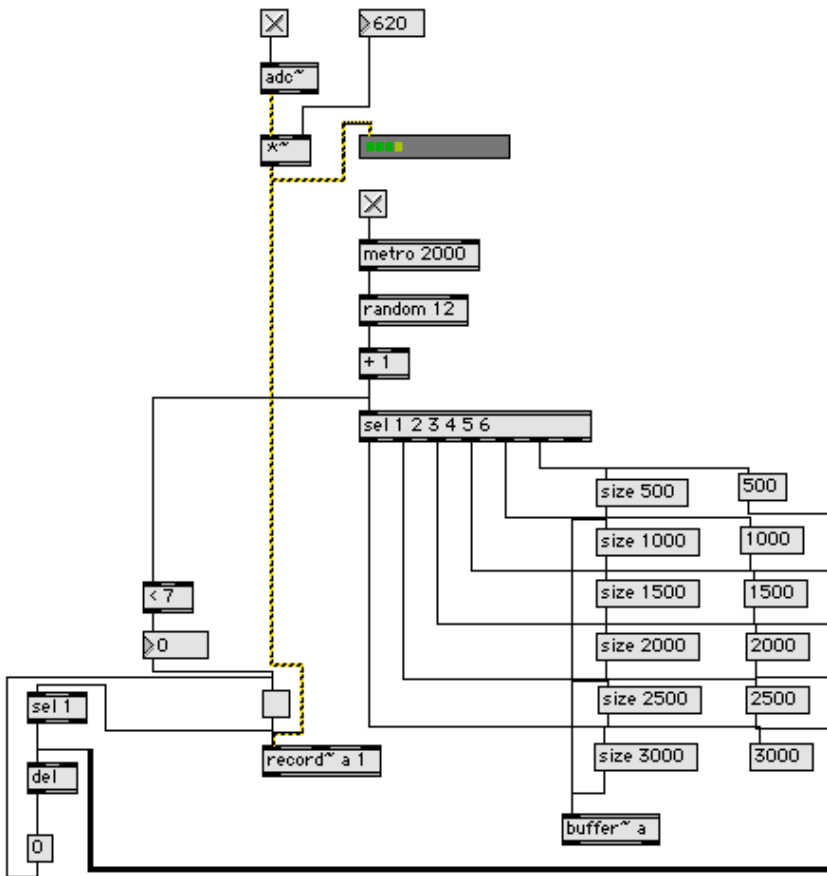 620
adc~
*~
metro 2000
random 12
+ 1
sel 1 2 3 4 5 6
size 500
500
size 1000
1000
< 7
size 1500
1500
0
size 2000
2000
sel 1
size 2500
2500
record~ a 1
size 3000
3000
del
buffer~ a
0